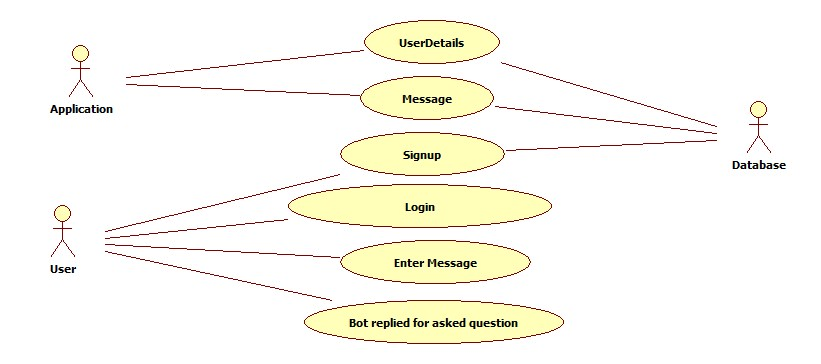 UserDetails
Application
Message
Database
Signup
Login
User
Enter Message
Bot replied for asked question